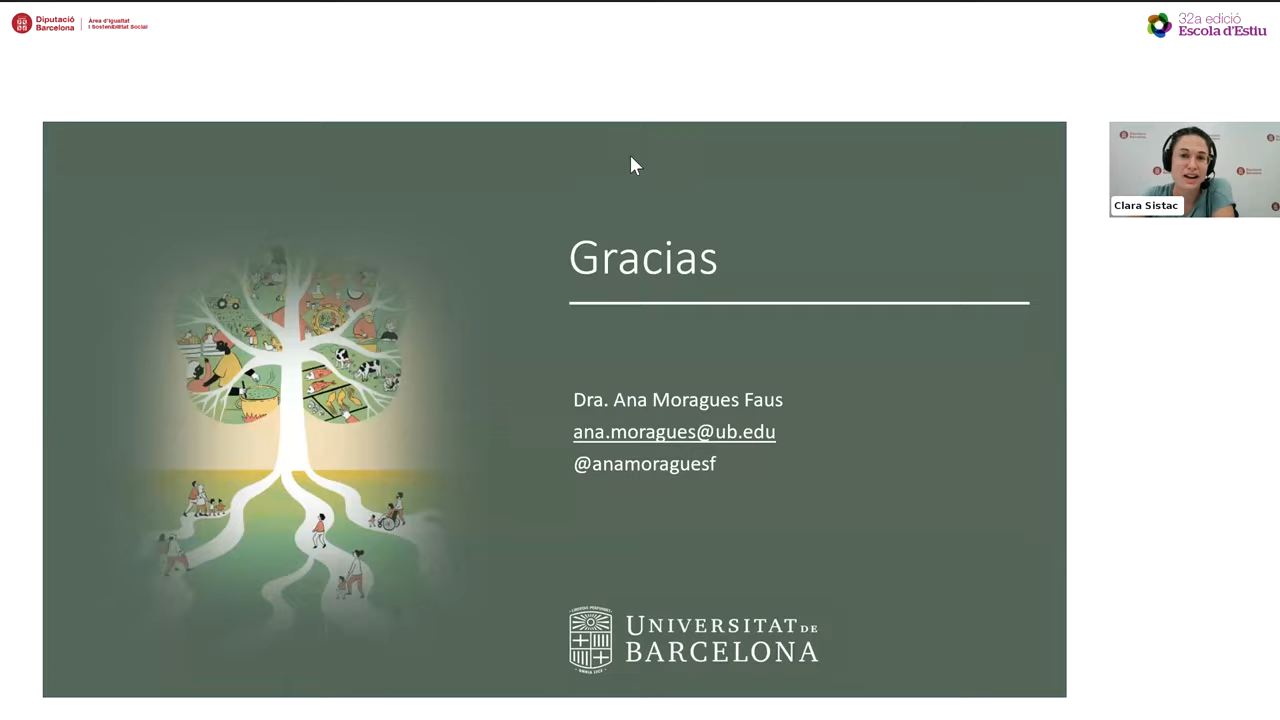 Diputació
Barcelona
Àrea d'Igualtat
i Sostenibilitat Social
32a edició
Escola d'Estiu
Clara Sistac
Gracias
Dra. Ana Moragues Faus
ana.moragues@ub.edu
@anamoraguesf
UNIVERSITAT DE
BARCELONA